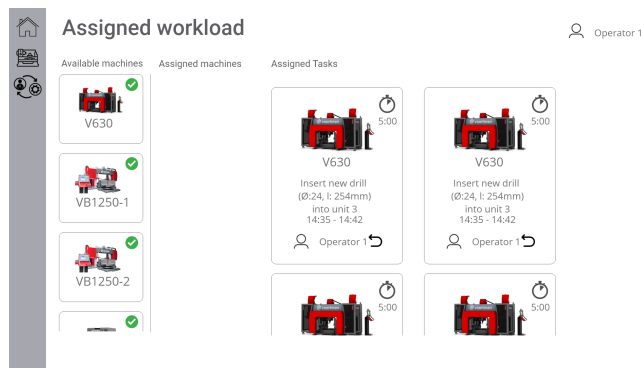 Assigned workload
Operator 1
Available machines
Assigned machines
Assigned Tasks
V630
VB1250-1
VB1250-2
5:00
V630
Insert new drill
(Ø:24, l: 254mm)
into unit 3
14:35 - 14:42
Operator 1
5:00
V630
Insert new drill
(Ø:24, l: 254mm)
into unit 3
14:35 - 14:42
Operator 1
5:00
5:00